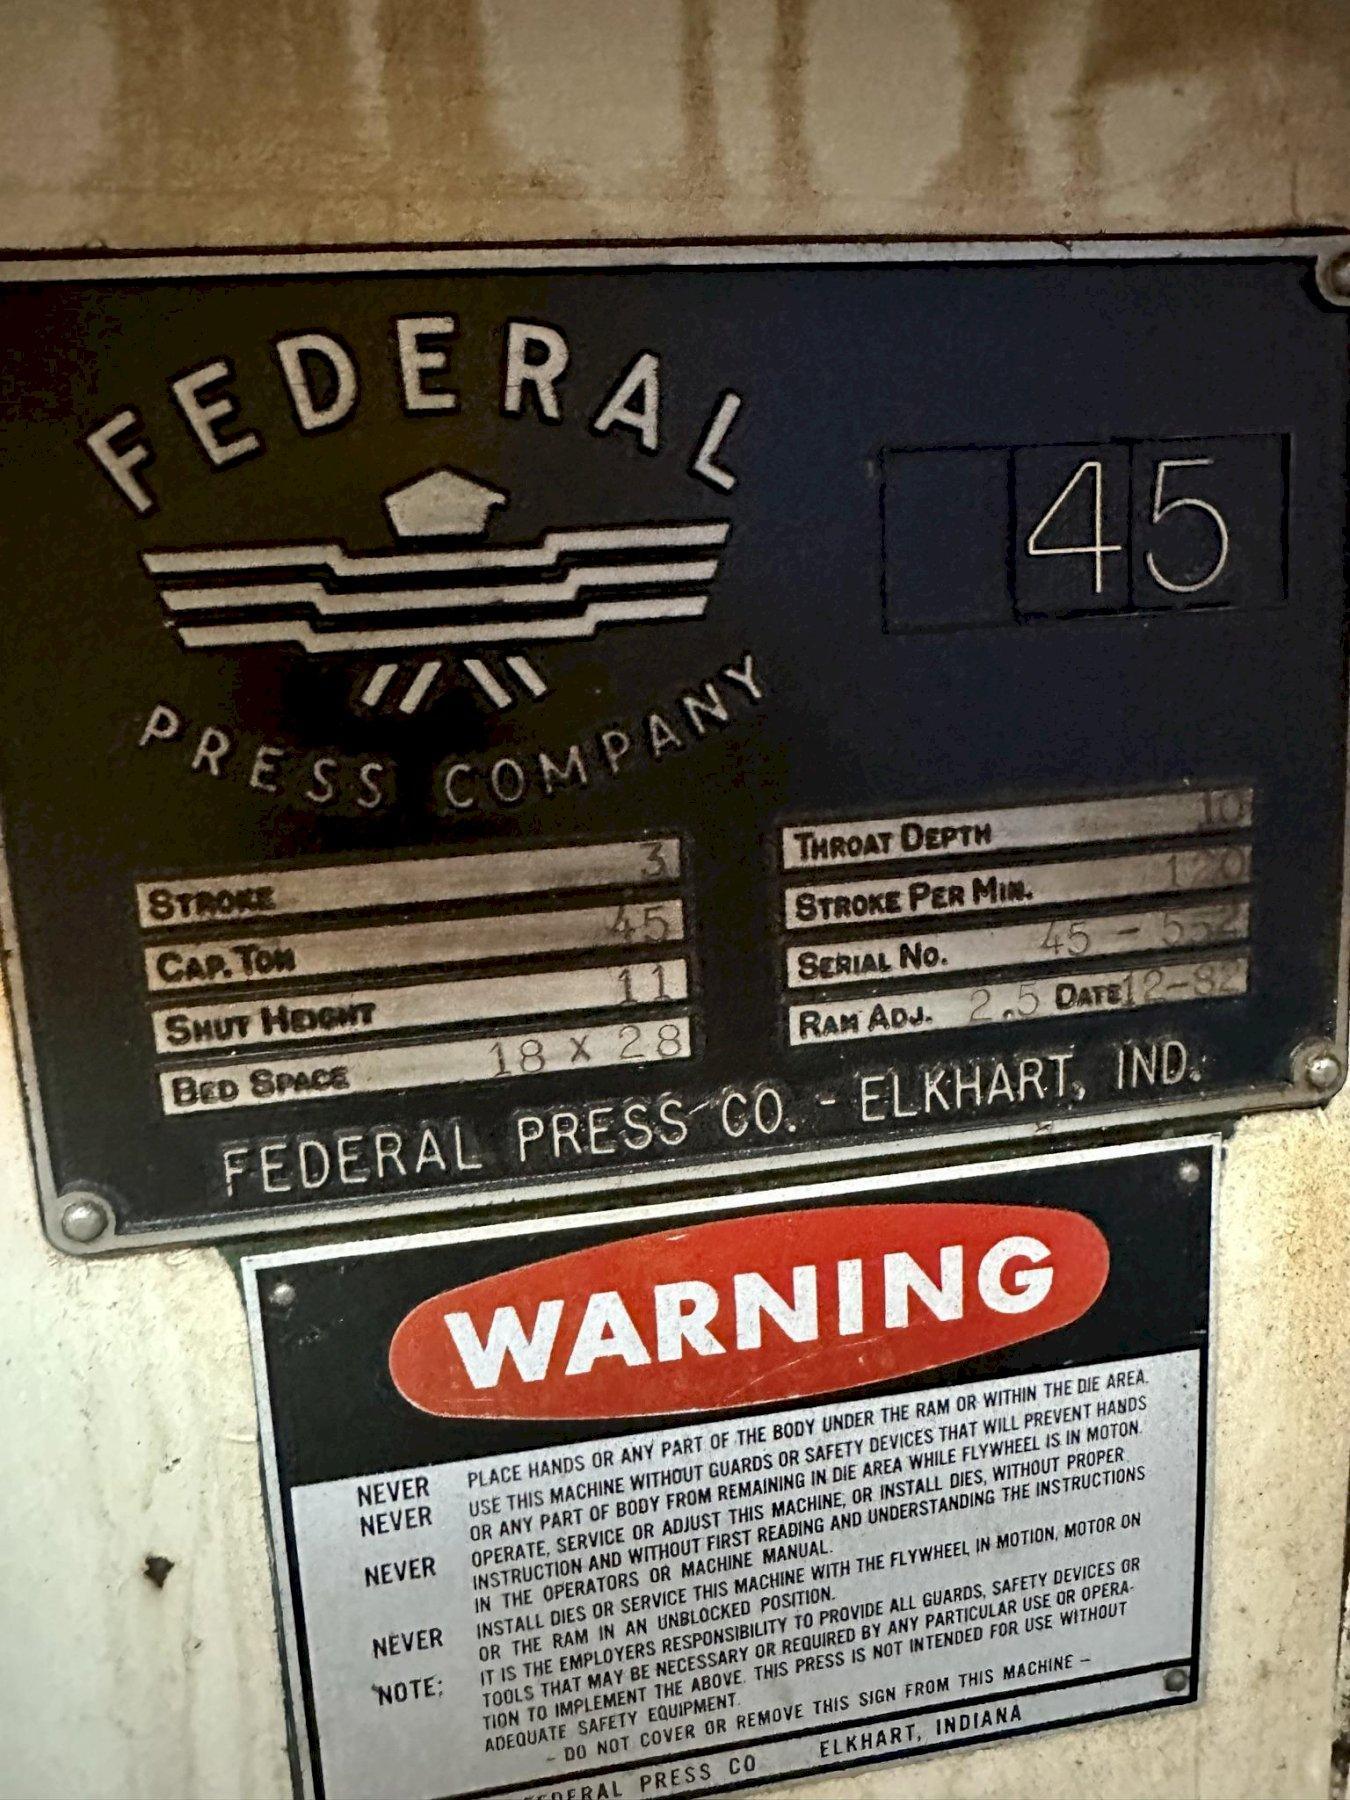 FEDERAL
PRESS COMPANY
45
STROKE 3
CAP. TON 45
SHUT HEIGHT 11
BED SPACE 18 X 28
THROAT DEPTH 10
STROKE PER MIN. 120
SERIAL NO. 45 - 552
RAM ADJ. 2.5 DATE 12-82
FEDERAL PRESS CO. - ELKHART, IND.
WARNING
NEVER PLACE HANDS OR ANY PART OF THE BODY UNDER THE RAM OR WITHIN THE DIE AREA.
NEVER USE THIS MACHINE WITHOUT GUARDS OR SAFETY DEVICES THAT WILL PREVENT HANDS
OR ANY PART OF BODY FROM REMAINING IN DIE AREA WHILE FLYWHEEL IS IN MOTON.
NEVER OPERATE, SERVICE OR ADJUST THIS MACHINE, OR INSTALL DIES, WITHOUT PROPER
INSTRUCTION AND WITHOUT FIRST READING AND UNDERSTANDING THE INSTRUCTIONS
IN THE OPERATORS OR MACHINE MANUAL.
NEVER INSTALL DIES OR SERVICE THIS MACHINE WITH THE FLYWHEEL IN MOTION, MOTOR ON
OR THE RAM IN AN UNBLOCKED POSITION.
NOTE: IT IS THE EMPLOYERS RESPONSIBILITY TO PROVIDE ALL GUARDS, SAFETY DEVICES OR
TOOLS THAT MAY BE NECESSARY OR REQUIRED BY ANY PARTICULAR USE OR OPERA-
TION TO IMPLEMENT THE ABOVE. THIS PRESS IS NOT INTENDED FOR USE WITHOUT
ADEQUATE SAFETY EQUIPMENT.
- DO NOT COVER OR REMOVE THIS SIGN FROM THIS MACHINE -
FEDERAL PRESS CO ELKHART, INDIANA